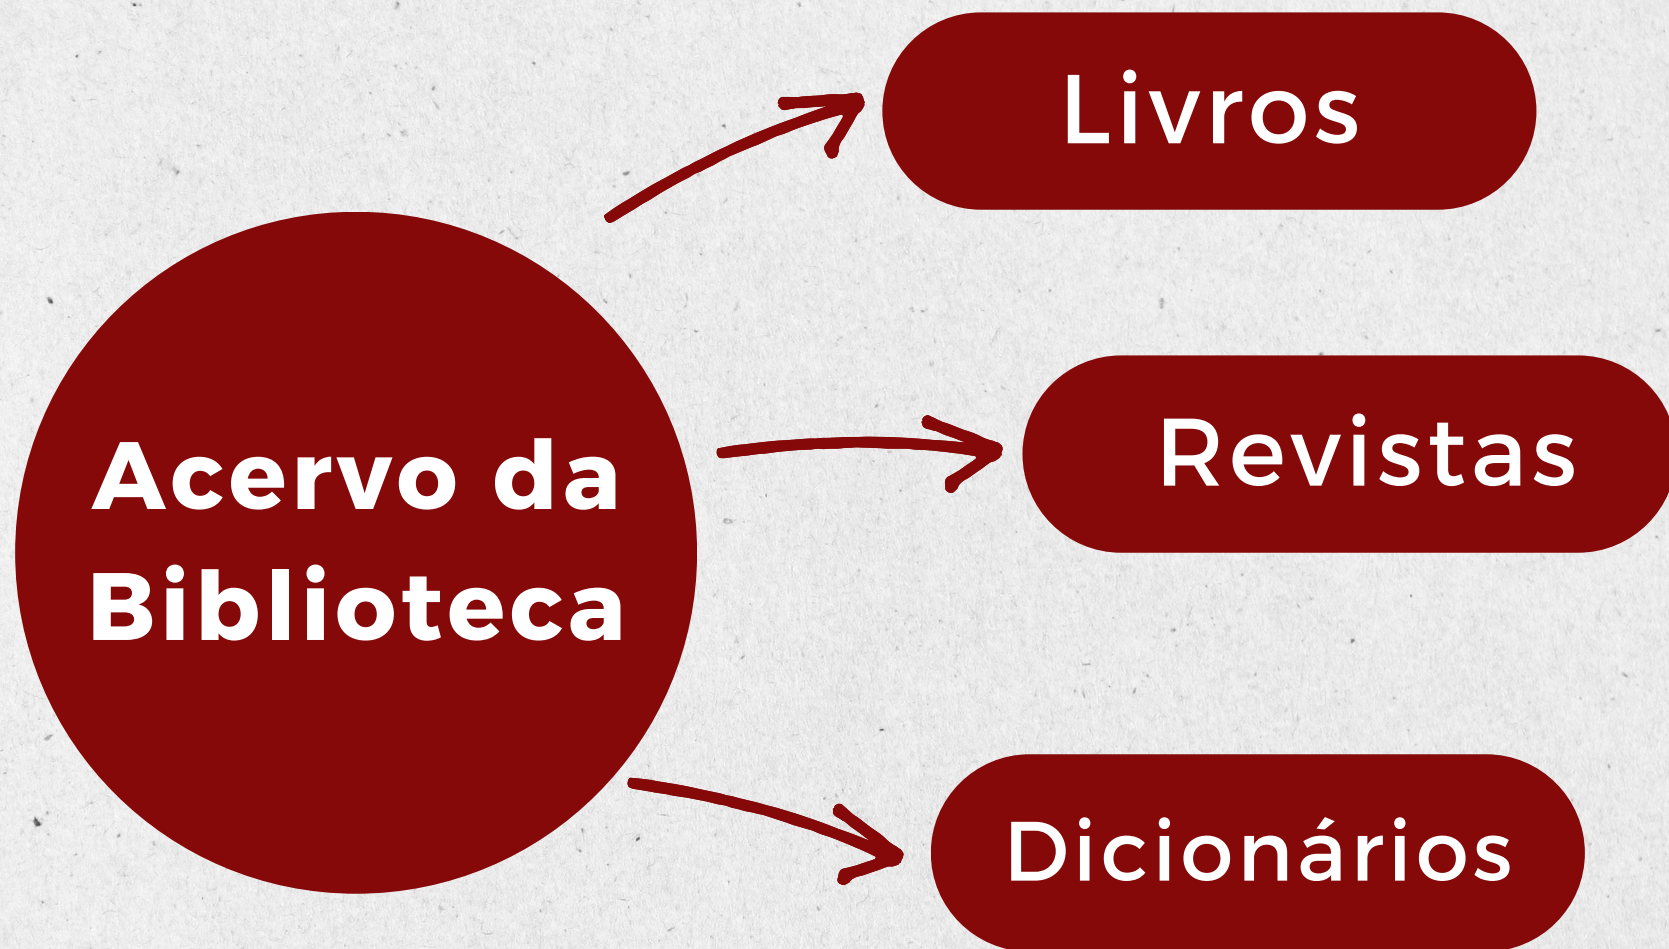 Acervo da
Biblioteca
Livros
Revistas
Dicionários